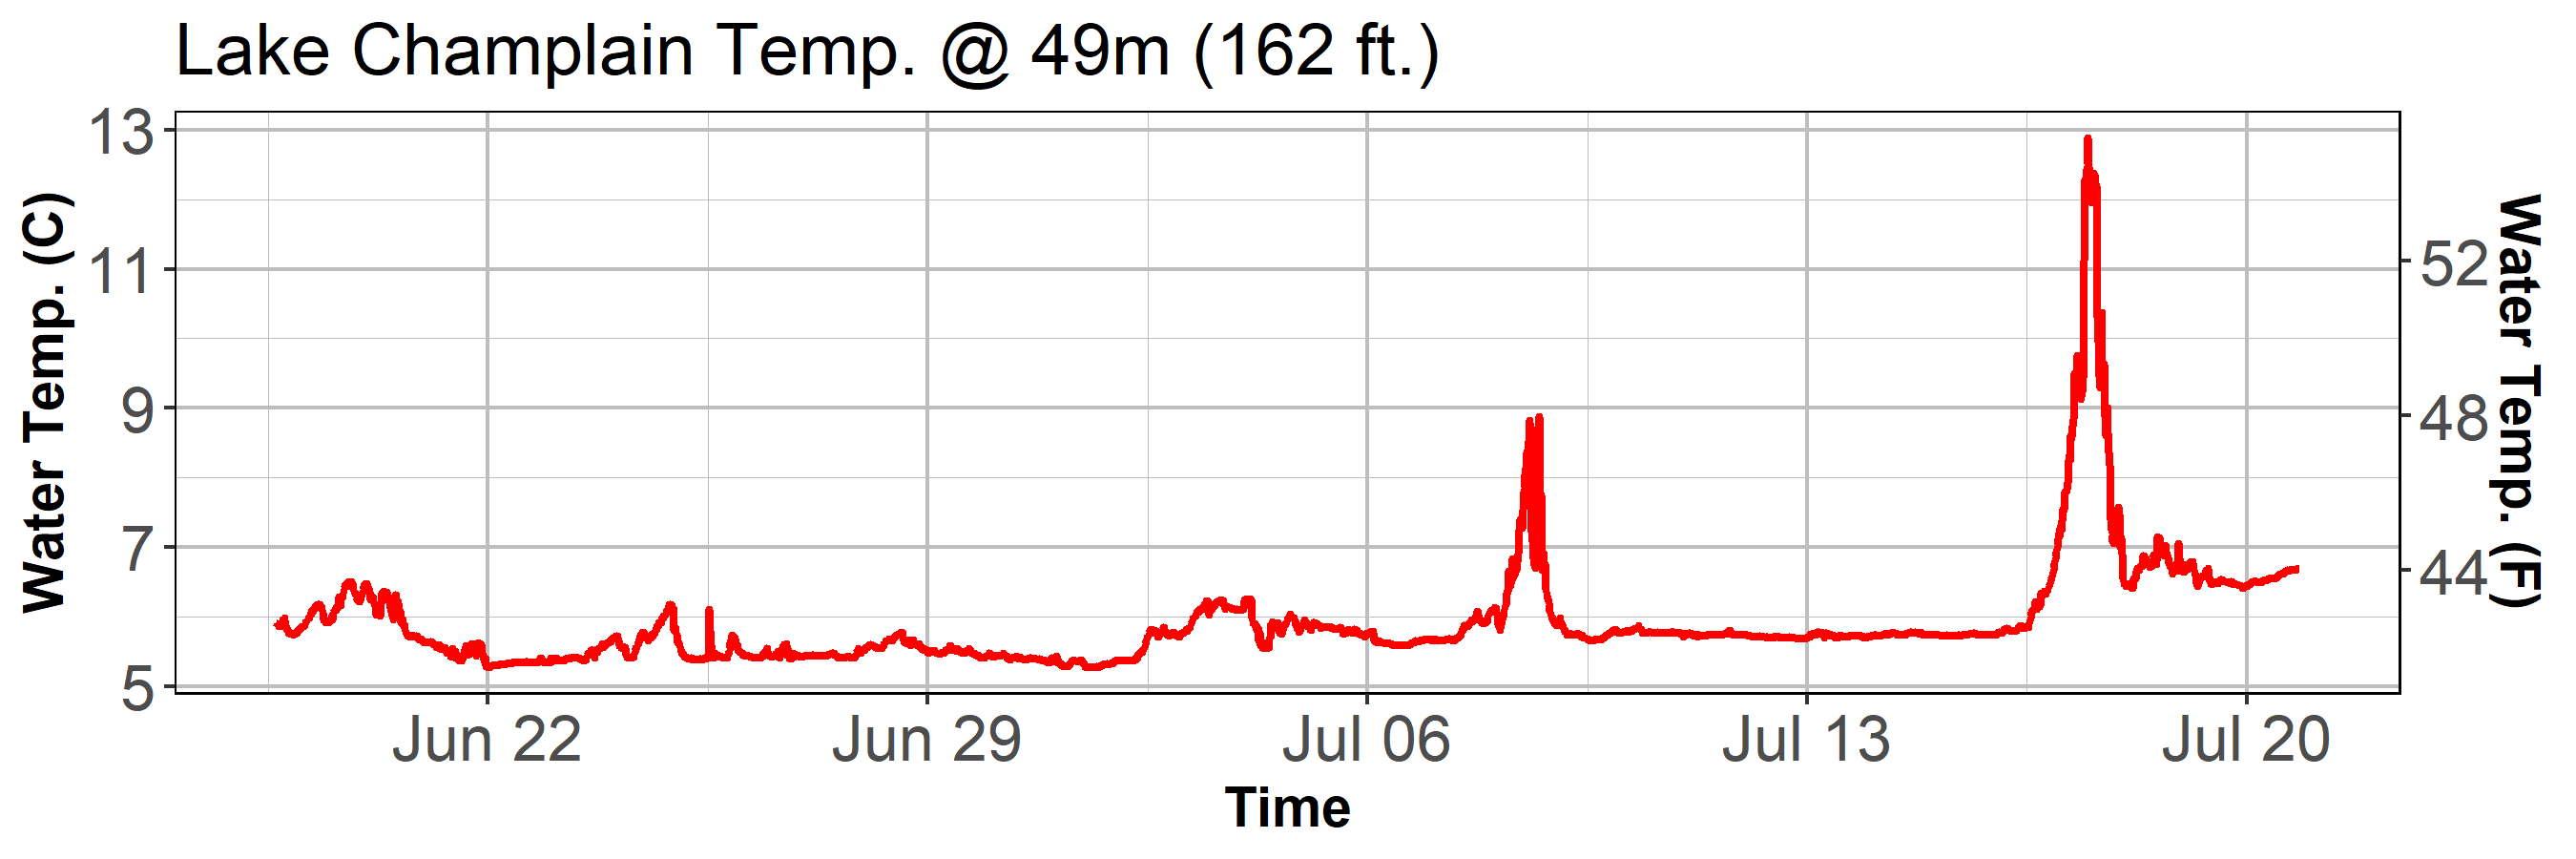 Lake Champlain Temp. @ 49m (162 ft.)
Water Temp. (C)
13
11
9
7
5
52
48
44
Water Temp. (F)
Jun 22
Jun 29
Jul 06
Jul 13
Jul 20
Time